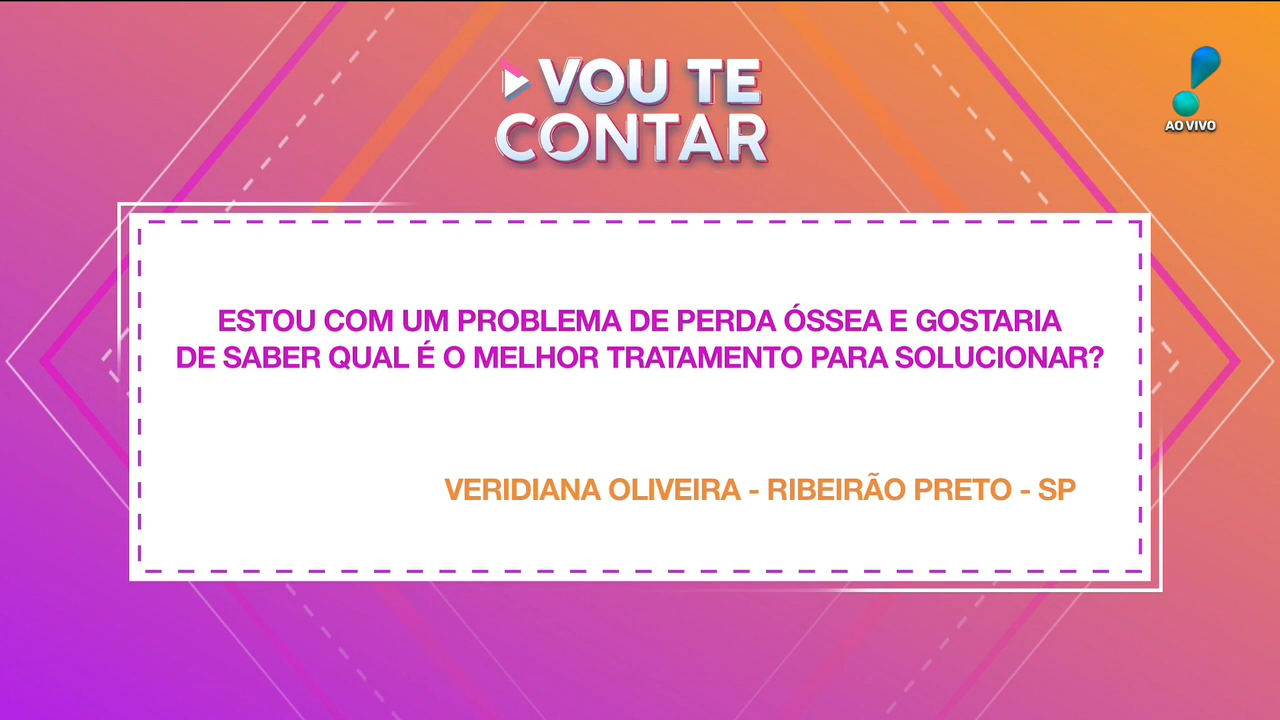 VOU TE
CONTAR
AO VIVO
ESTOU COM UM PROBLEMA DE PERDA ÓSSEA E GOSTARIA
DE SABER QUAL É O MELHOR TRATAMENTO PARA SOLUCIONAR?
VERIDIANA OLIVEIRA - RIBEIRÃO PRETO - SP